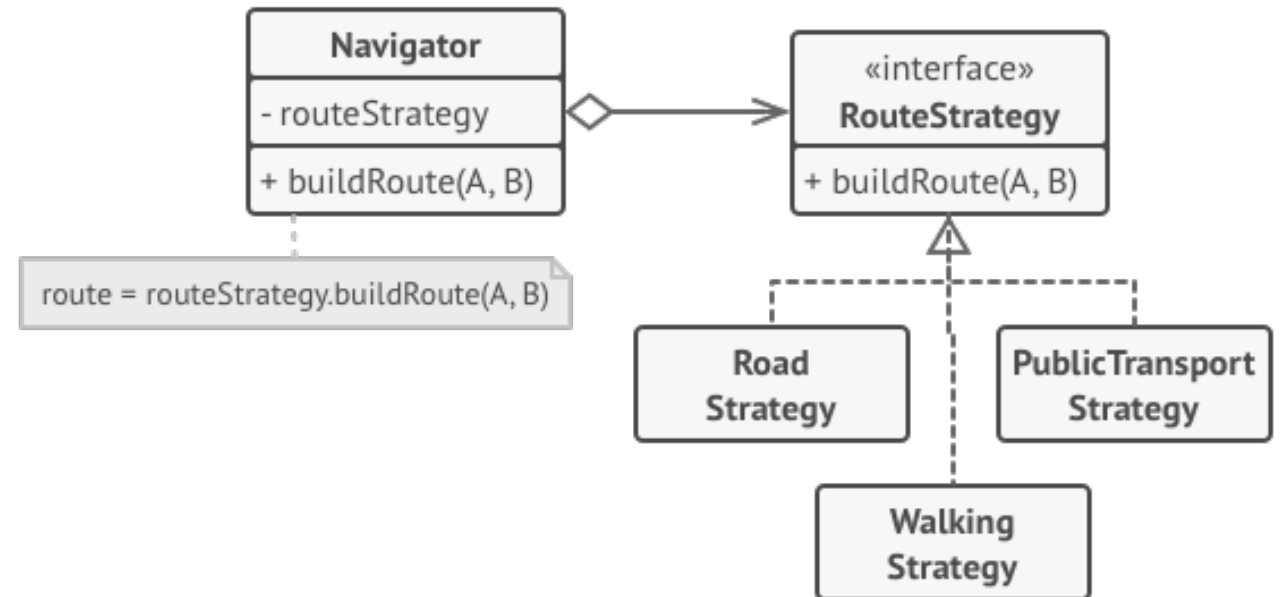 Navigator
- routeStrategy
+ buildRoute(A, B)
route = routeStrategy.buildRoute(A, B)
«interface»
RouteStrategy
+ buildRoute(A, B)
Road
Strategy
PublicTransport
Strategy
Walking
Strategy